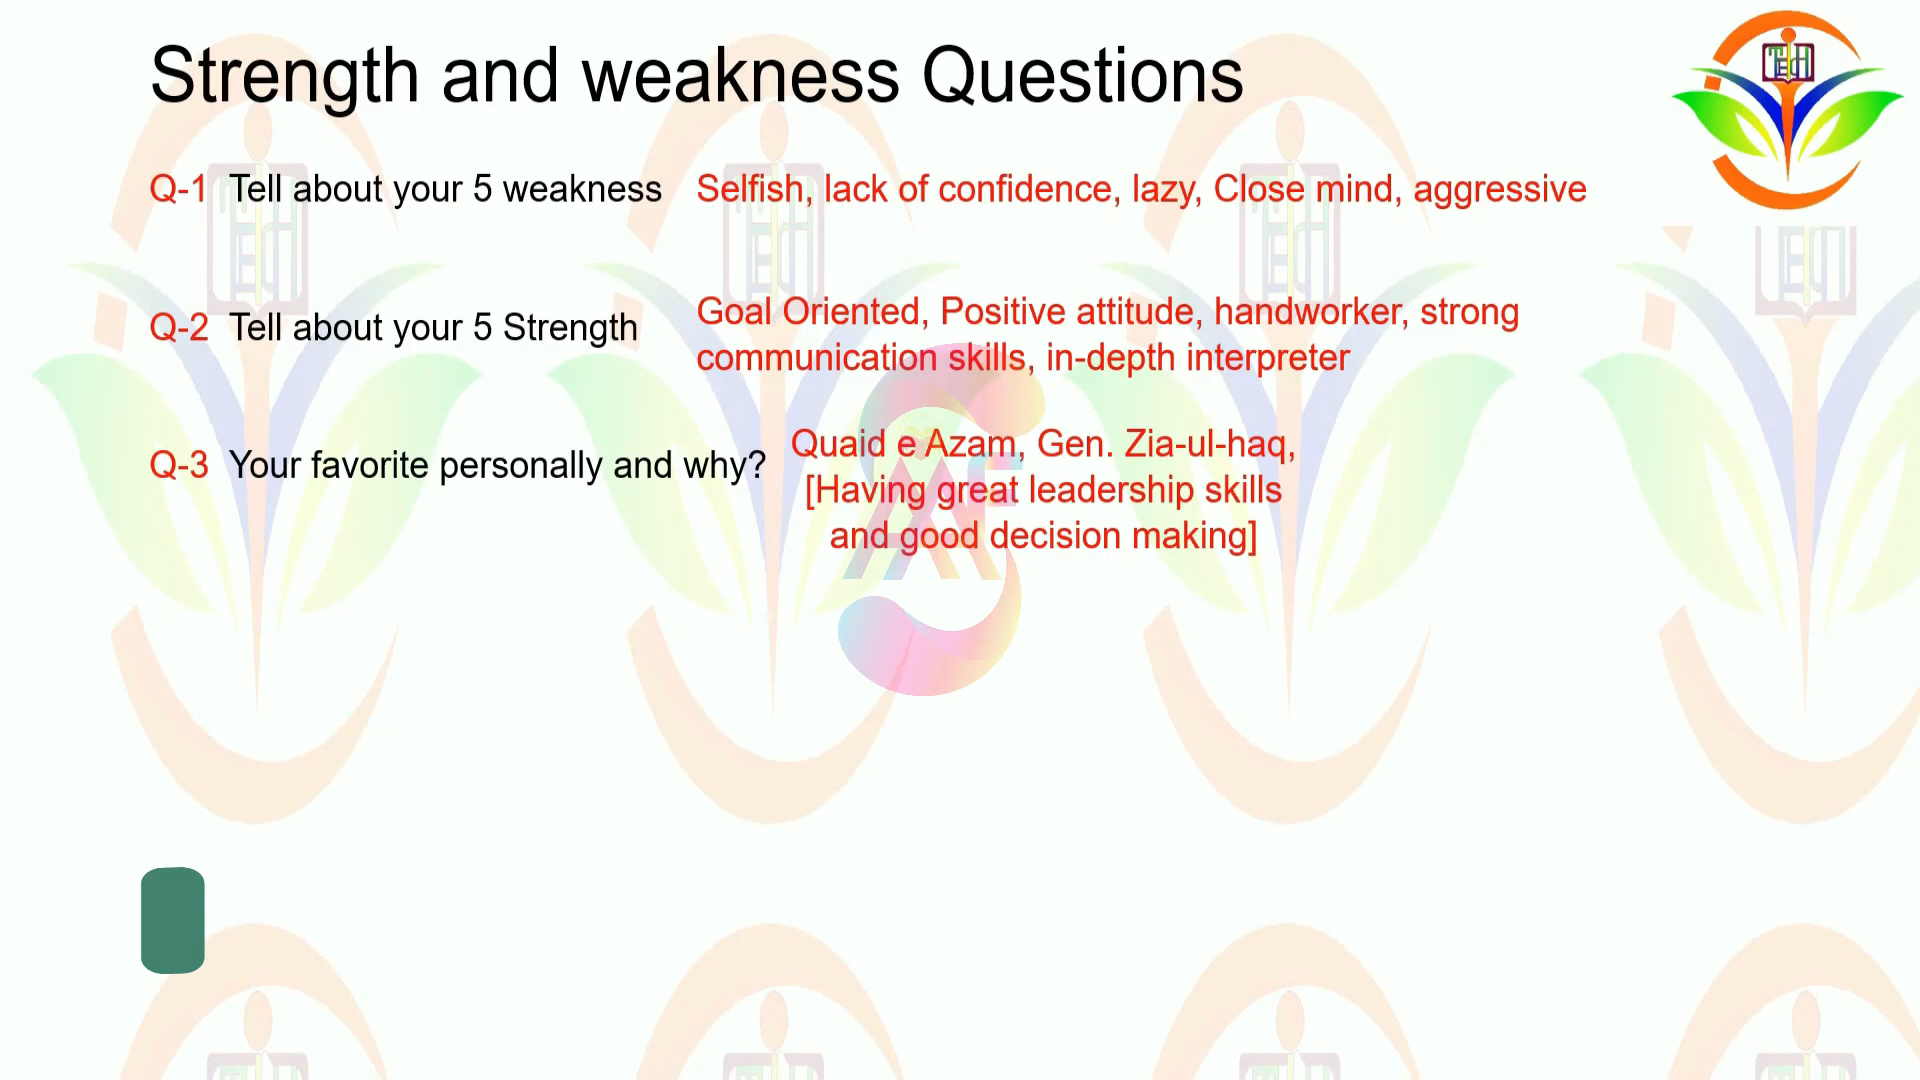 Strength and weakness Questions
TECH
Q-1 Tell about your 5 weakness Selfish, lack of confidence, lazy, Close mind, aggressive
Q-2 Tell about your 5 Strength
Goal Oriented, Positive attitude, handworker, strong
communication skills, in-depth interpreter
Q-3 Your favorite personally and why?
Quaid e Azam, Gen. Zia-ul-haq,
[Having great leadership skills
and good decision making]